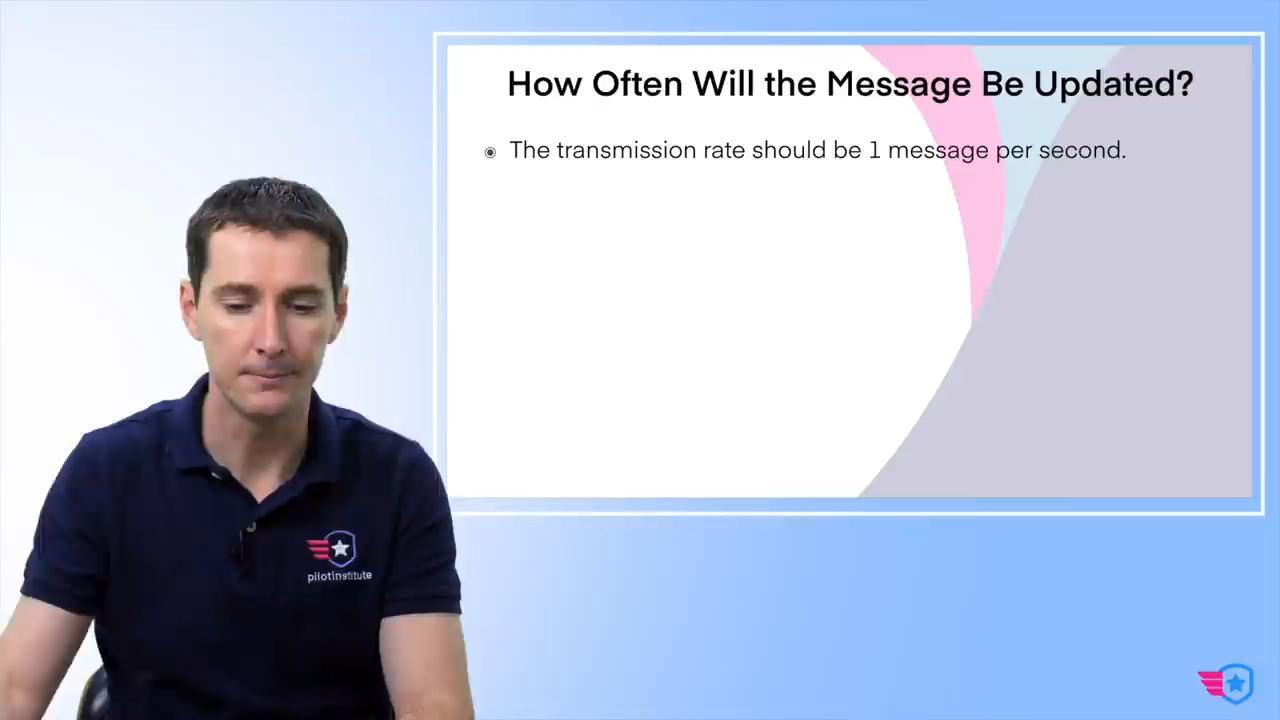 How Often Will the Message Be Updated?
The transmission rate should be 1 message per second.
pilotinstitute